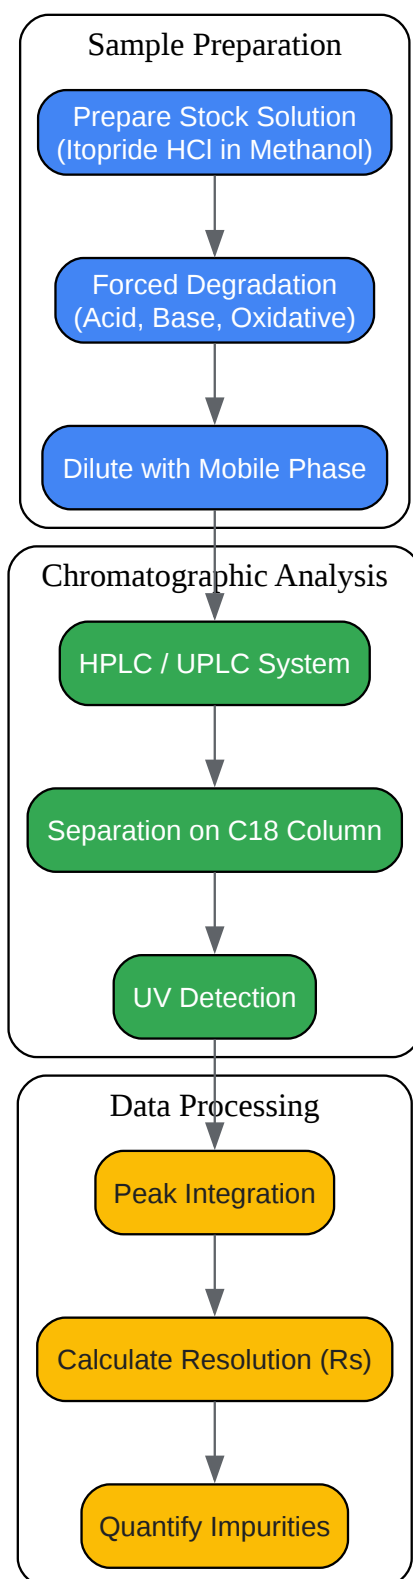 Sample Preparation
Prepare Stock Solution
(Itopride HCl in Methanol)
Forced Degradation
(Acid, Base, Oxidative)
Dilute with Mobile Phase
Chromatographic Analysis
HPLC / UPLC System
Separation on C18 Column
UV Detection
Data Processing
Peak Integration
Calculate Resolution (Rs)
Quantify Impurities